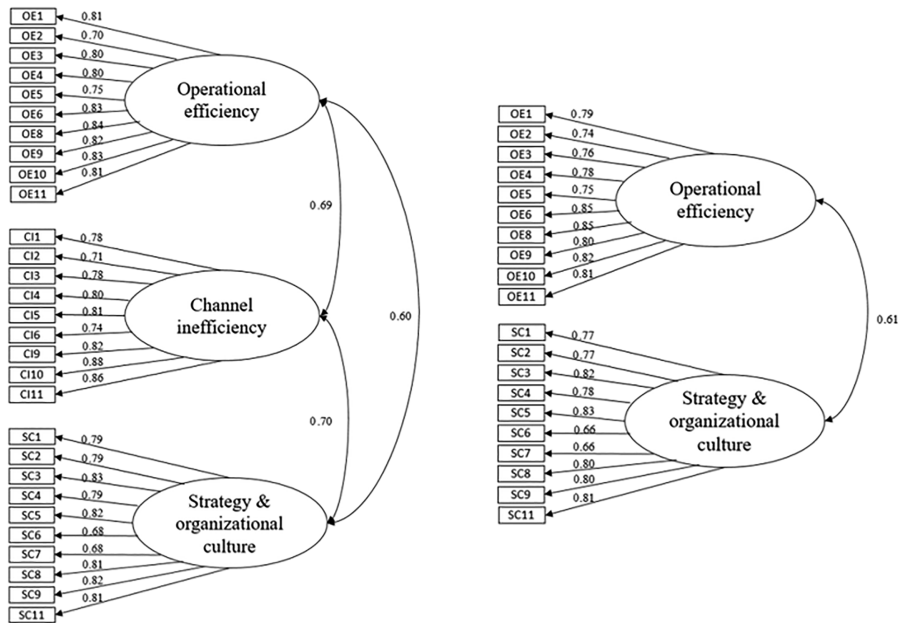 OE1 0.81
OE2 0.70
OE3 0.80
OE4 0.80
OE5 0.75
OE6 0.83
OE8 0.84
OE9 0.82
OE10 0.83
OE11 0.81
Operational
efficiency
0.69
CI1 0.78
CI2 0.71
CI3 0.78
CI4 0.80
CI5 0.81
CI6 0.74
CI9 0.82
CI10 0.88
CI11 0.86
Channel
inefficiency
0.60
0.70
SC1 0.79
SC2 0.79
SC3 0.83
SC4 0.79
SC5 0.82
SC6 0.68
SC7 0.68
SC8 0.81
SC9 0.82
SC11 0.81
Strategy &
organizational
culture
OE1 0.79
OE2 0.74
OE3 0.76
OE4 0.78
OE5 0.75
OE6 0.85
OE8 0.85
OE9 0.80
OE10 0.82
OE11 0.81
Operational
efficiency
0.61
SC1 0.77
SC2 0.77
SC3 0.82
SC4 0.78
SC5 0.83
SC6 0.66
SC7 0.66
SC8 0.80
SC9 0.80
SC11 0.81
Strategy &
organizational
culture